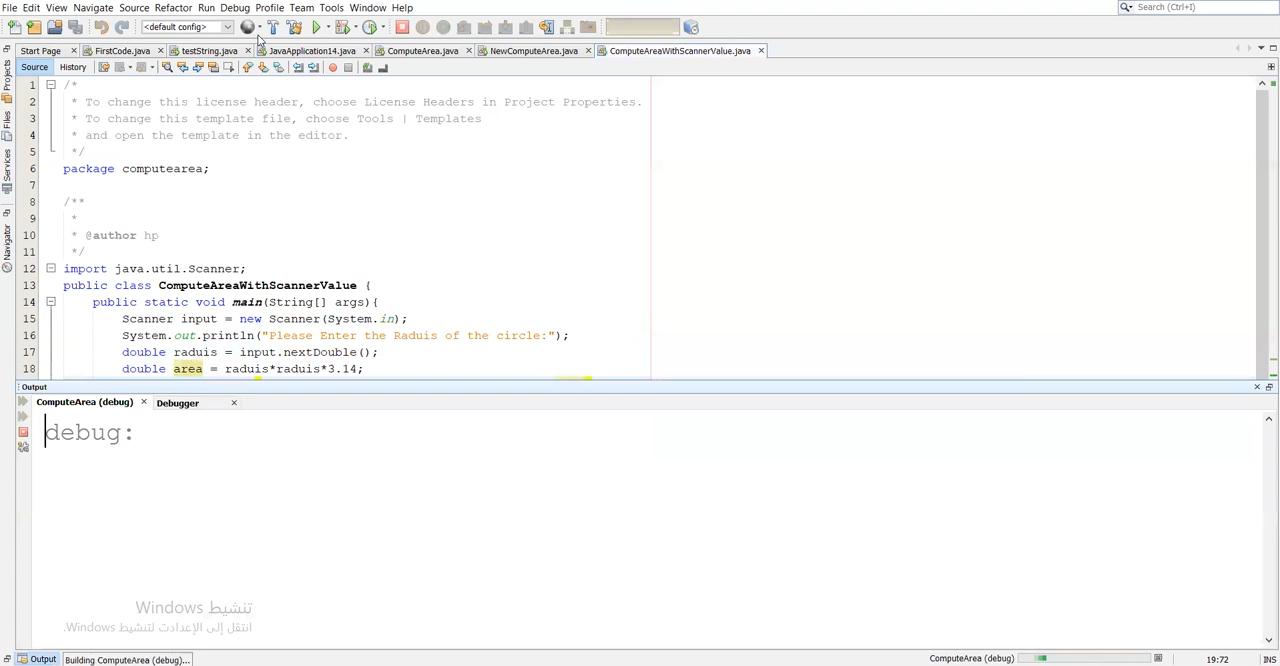 File Edit View Navigate Source Refactor Run Debug Profile Team Tools Window Help
Search (Ctrl+I)
<default config>
Start Page FirstCode.java testString.java JavaApplication14.java ComputeArea.java NewComputeArea.java ComputeAreaWithScannerValue.java
Source History
Projects
Files
Services
Navigator
1 /*
2 * To change this license header, choose License Headers in Project Properties.
3 * To change this template file, choose Tools | Templates
4 * and open the template in the editor.
5 */
6 package computearea;
7
8 /**
9 *
10 * @author hp
11 */
12 import java.util.Scanner;
13 public class ComputeAreaWithScannerValue {
14 public static void main(String[] args){
15 Scanner input = new Scanner(System.in);
16 System.out.println("Please Enter the Raduis of the circle:");
17 double raduis = input.nextDouble();
18 double area = raduis*raduis*3.14;
Output
ComputeArea (debug) Debugger
debug:
تنشيط Windows
انتقل إلى الإعدادت لتنشيط Windows.
Output Building ComputeArea (debug)... ComputeArea (debug) 19:72 INS